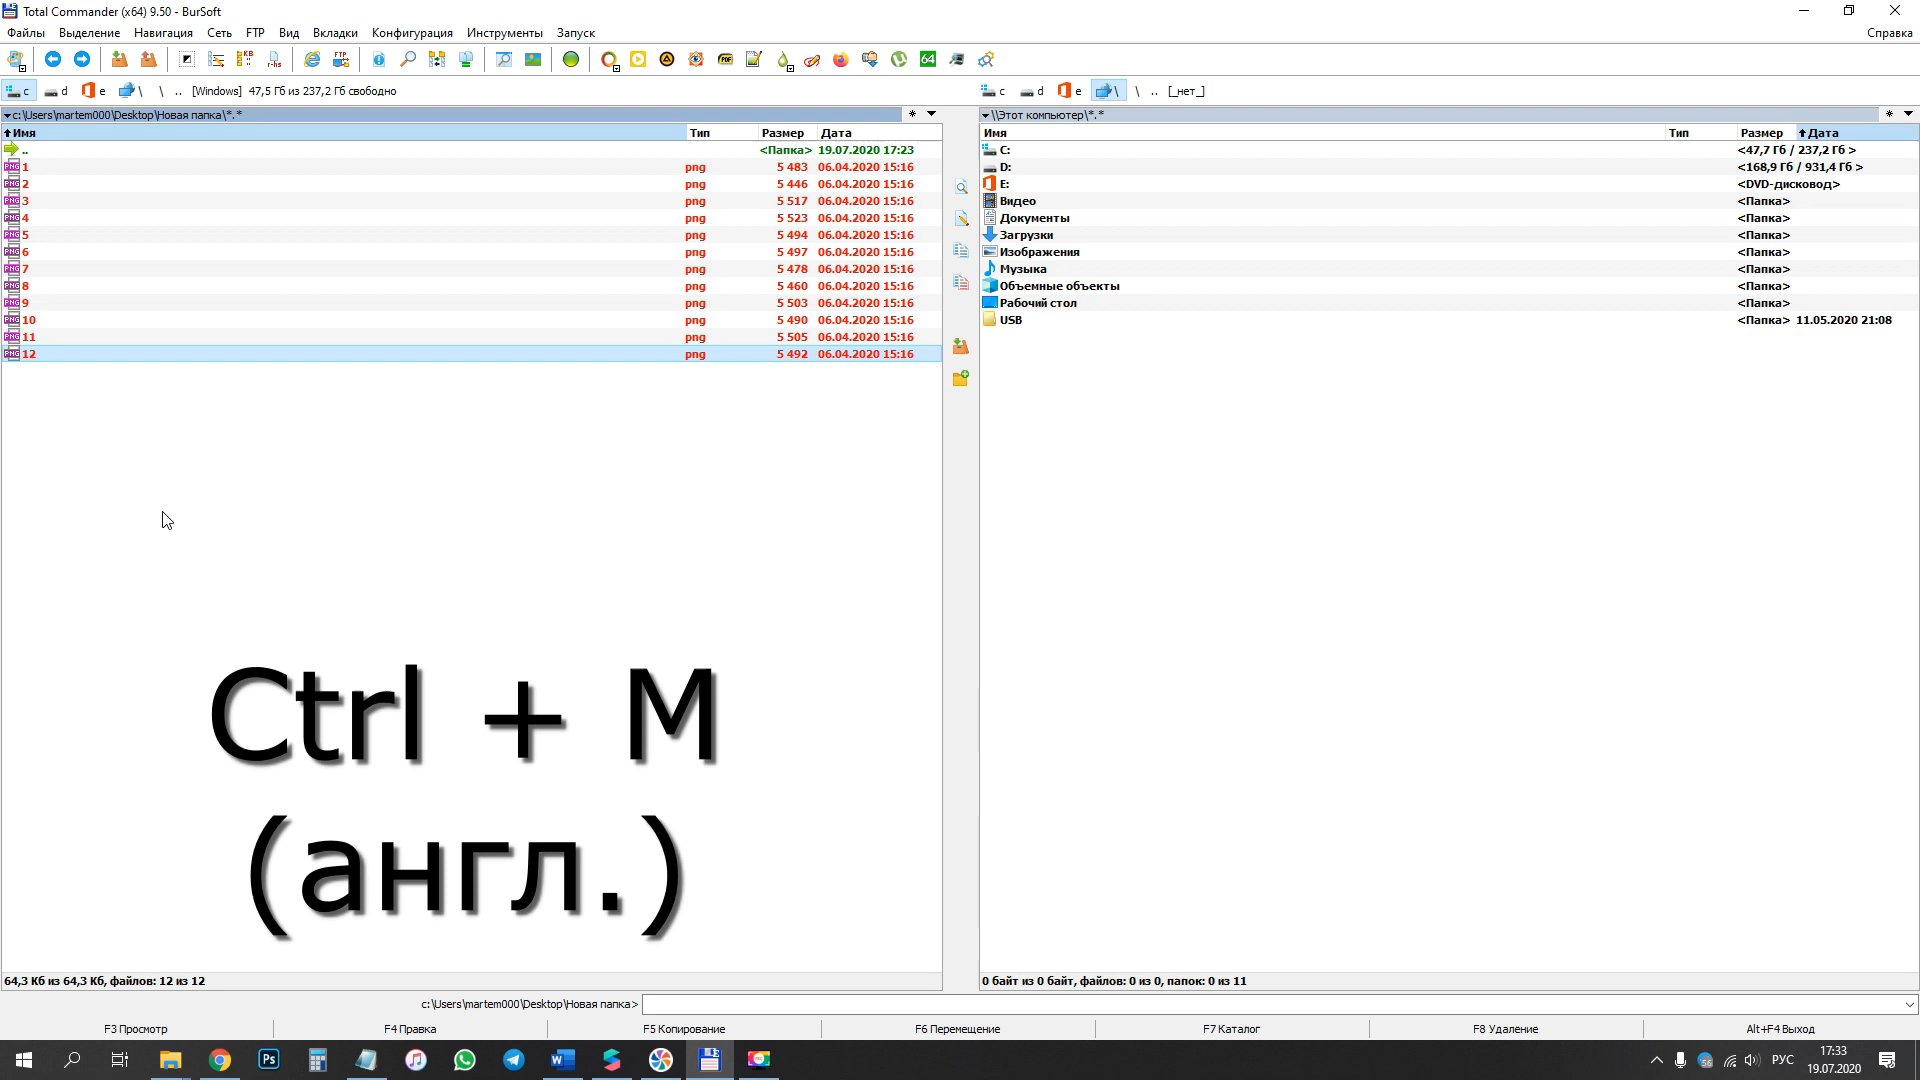 Total Commander (x64) 9.50 - BurSoft
Файлы Выделение Навигация Сеть FTP Вид Вкладки Конфигурация Инструменты Запуск Справка
c d e \ \ .. [Windows] 47,5 Гб из 237,2 Гб свободно
c d e \ \ .. [_нет_]
c:\Users\martem000\Desktop\Новая папка\*.*
\\Этот компьютер\*.*
Имя Тип Размер Дата
.. <Папка> 19.07.2020 17:23
1 png 5 483 06.04.2020 15:16
2 png 5 446 06.04.2020 15:16
3 png 5 517 06.04.2020 15:16
4 png 5 523 06.04.2020 15:16
5 png 5 494 06.04.2020 15:16
6 png 5 497 06.04.2020 15:16
7 png 5 478 06.04.2020 15:16
8 png 5 460 06.04.2020 15:16
9 png 5 503 06.04.2020 15:16
10 png 5 490 06.04.2020 15:16
11 png 5 505 06.04.2020 15:16
12 png 5 492 06.04.2020 15:16
Ctrl + M
(англ.)
64,3 Кб из 64,3 Кб, файлов: 12 из 12
Имя Тип Размер Дата
C: <47,7 Гб / 237,2 Гб >
D: <168,9 Гб / 931,4 Гб >
E: <DVD-дисковод>
Видео <Папка>
Документы <Папка>
Загрузки <Папка>
Изображения <Папка>
Музыка <Папка>
Объемные объекты <Папка>
Рабочий стол <Папка>
USB <Папка> 11.05.2020 21:08
0 байт из 0 байт, файлов: 0 из 0, папок: 0 из 11
c:\Users\martem000\Desktop\Новая папка>
F3 Просмотр F4 Правка F5 Копирование F6 Перемещение F7 Каталог F8 Удаление Alt+F4 Выход
РУС
17:33
19.07.2020